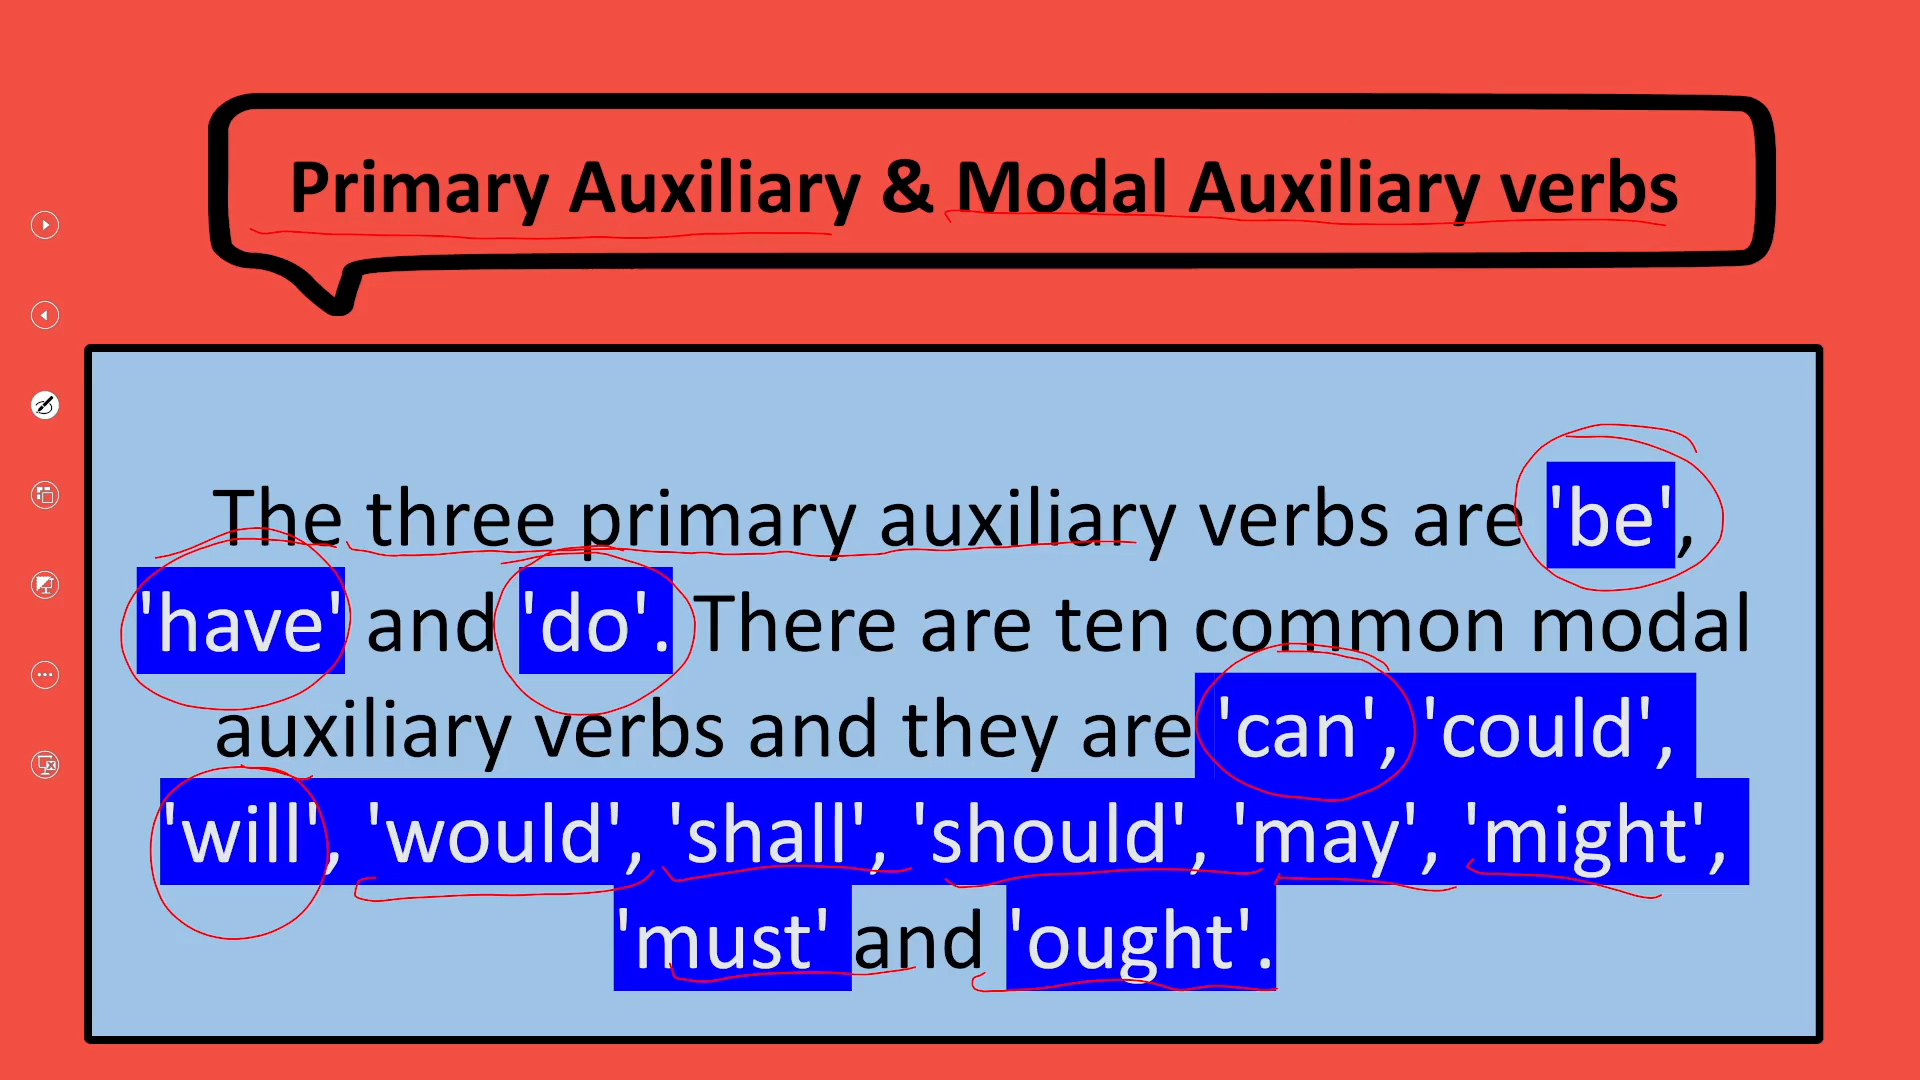 Primary Auxiliary & Modal Auxiliary verbs
The three primary auxiliary verbs are 'be',
'have' and 'do'. There are ten common modal
auxiliary verbs and they are 'can', 'could',
'will', 'would', 'shall', 'should', 'may', 'might',
'must' and 'ought'.